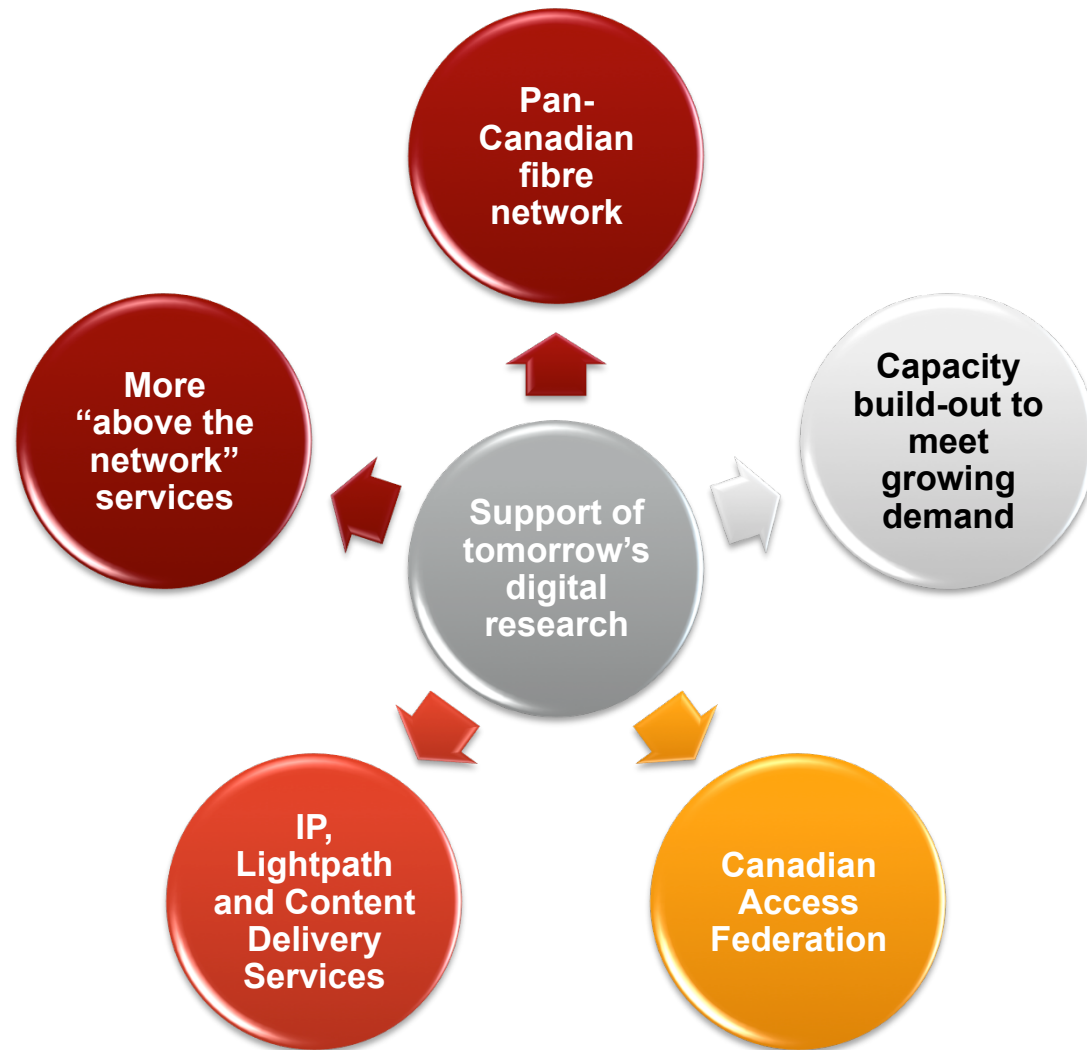 Pan-
Canadian
fibre
network
More
“above the
network”
services
Capacity
build-out to
meet
growing
demand
Support of
tomorrow’s
digital
research
IP,
Lightpath
and Content
Delivery
Services
Canadian
Access
Federation